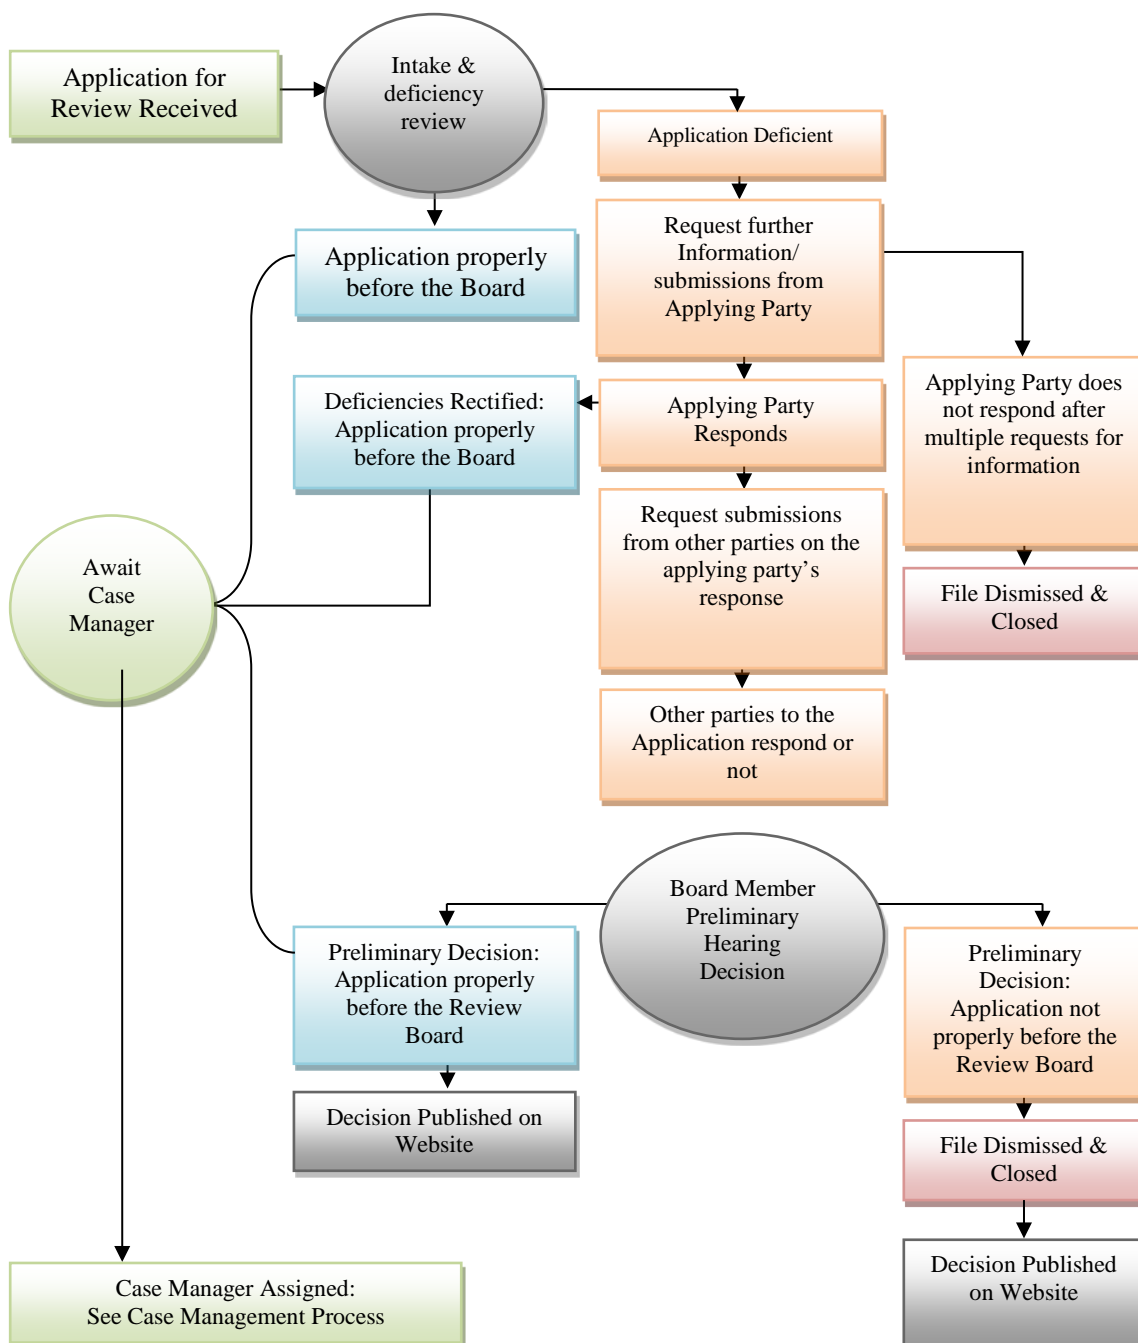 Application for
Review Received
Intake &
deficiency
review
Application Deficient
Application properly
before the Board
Request further
Information/
submissions from
Applying Party
Deficiencies Rectified:
Application properly
before the Board
Applying Party
Responds
Applying Party does
not respond after
multiple requests for
information
Request submissions
from other parties on the
applying party’s
response
Await
Case
Manager
File Dismissed &
Closed
Other parties to the
Application respond or
not
Board Member
Preliminary
Hearing
Decision
Preliminary Decision:
Application properly
before the Review
Board
Preliminary
Decision:
Application not
properly before the
Review Board
Decision Published on
Website
File Dismissed &
Closed
Decision Published
on Website
Case Manager Assigned:
See Case Management Process